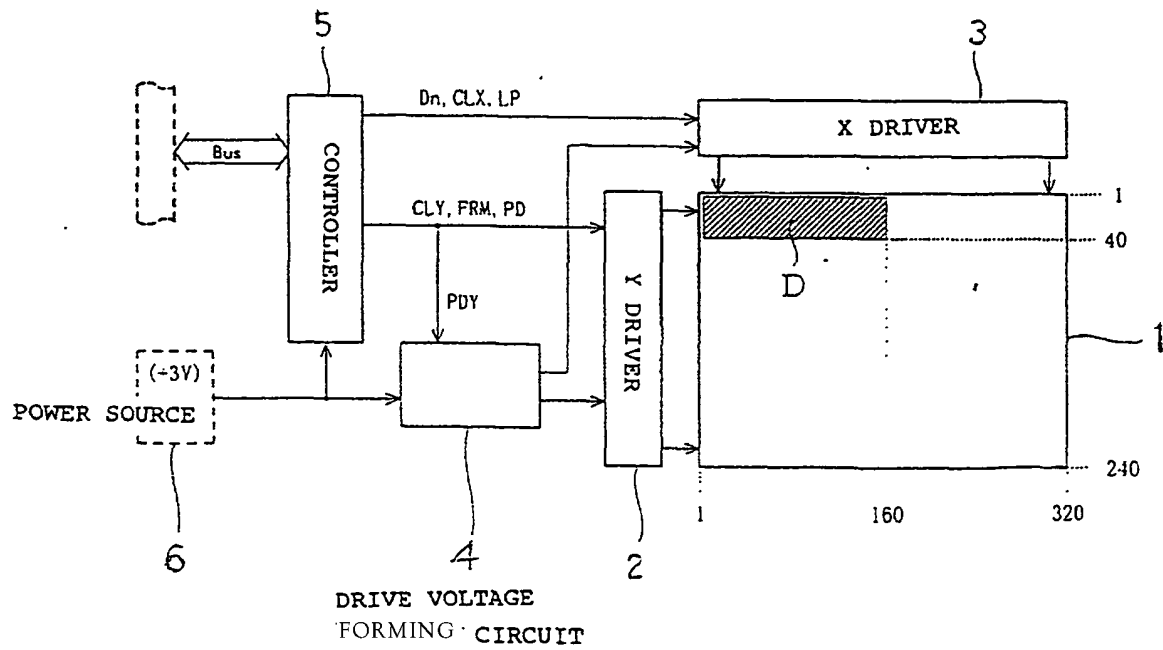 5
3
Dn, CLX, LP
X DRIVER
Bus
CONTROLLER
1
CLY, FRM, PD
40
D
Y DRIVER
PDY
1
(÷3V)
POWER SOURCE
240
1
160
320
6
4
2
DRIVE VOLTAGE
FORMING CIRCUIT